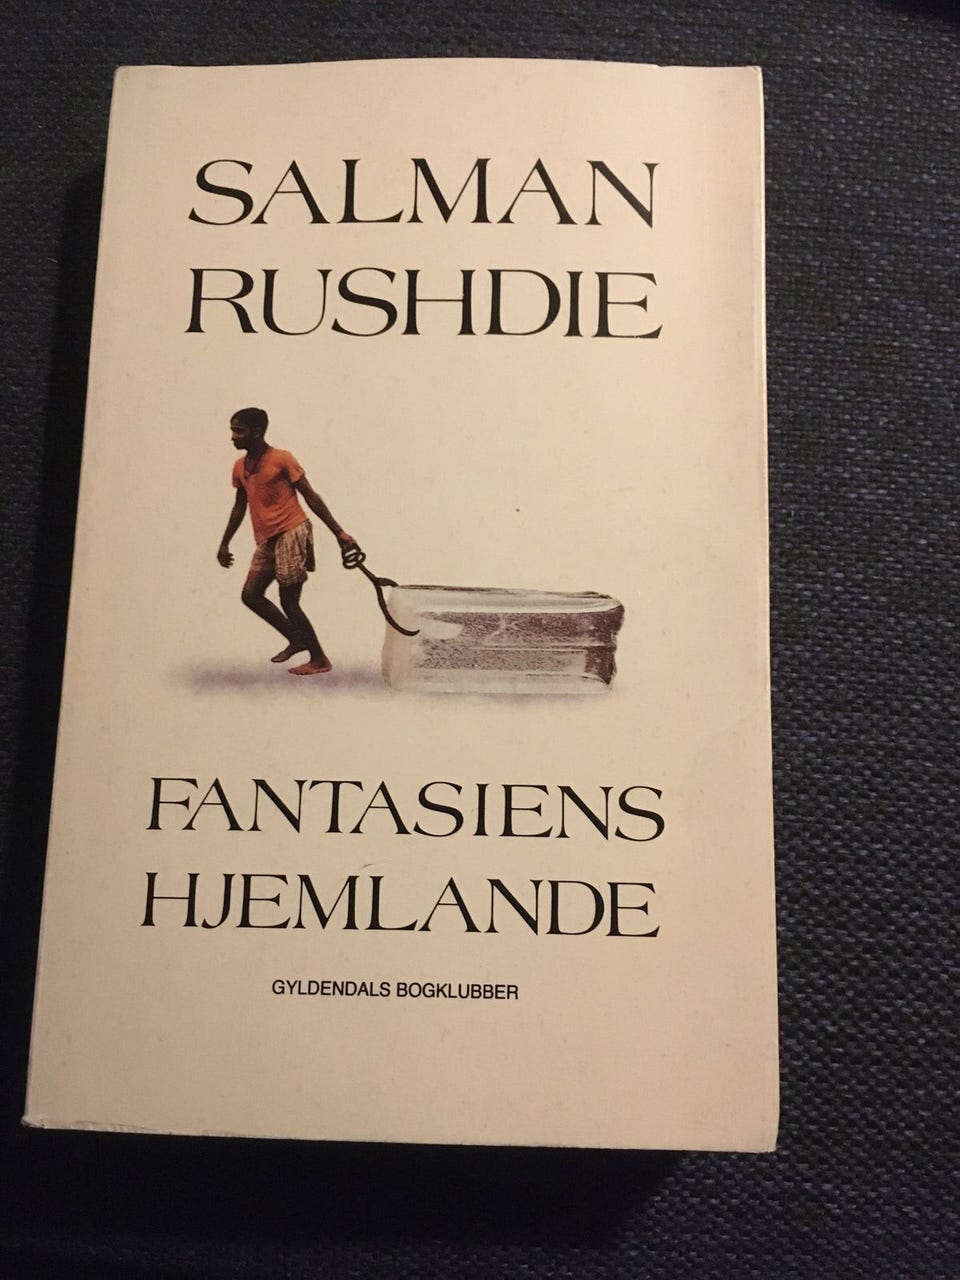 SALMAN
RUSHDIE
FANTASIENS
HJEMLANDE
GYLDENDALS BOGKLUBBER